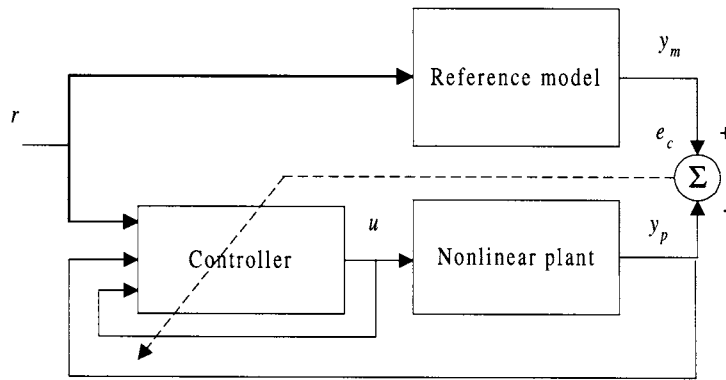 y_m
Reference model
r
e_c
+
Σ
-
u
y_p
Controller
Nonlinear plant